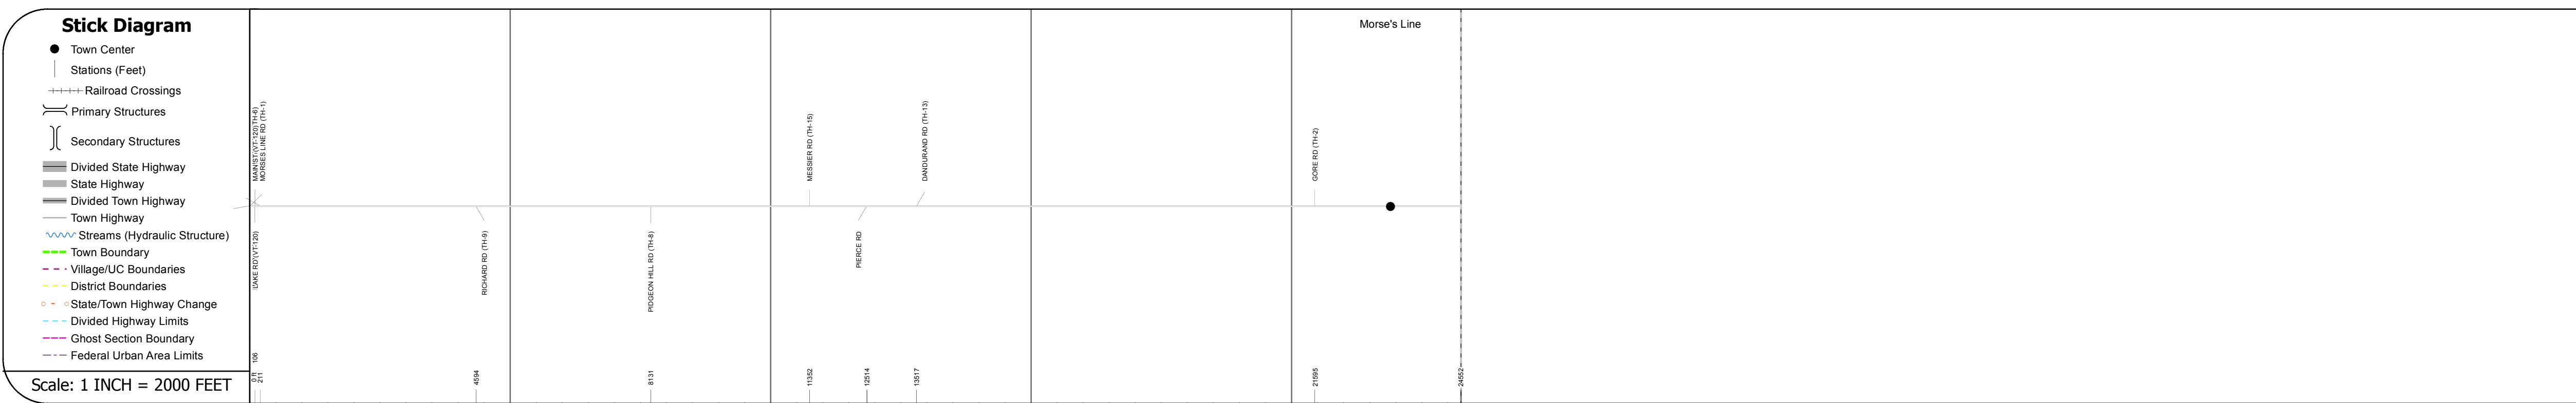 Stick Diagram
Town Center
Stations (Feet)
Railroad Crossings
Primary Structures
Secondary Structures
Divided State Highway
State Highway
Divided Town Highway
Town Highway
Streams (Hydraulic Structure)
Town Boundary
Village/UC Boundaries
District Boundaries
State/Town Highway Change
Divided Highway Limits
Ghost Section Boundary
Federal Urban Area Limits
Scale: 1 INCH = 2000 FEET
Morse's Line
MAIN ST (VT-120) TH-6)
MORSES LINE RD (TH-1)
MESSIER RD (TH-15)
DANDURAND RD (TH-13)
GORE RD (TH-2)
LAKE RD (VT-120)
RICHARD RD (TH-9)
PIDGEON HILL RD (TH-8)
PIERCE RD
0 ft
106
211
4594
8131
11352
12514
13517
21595
24552